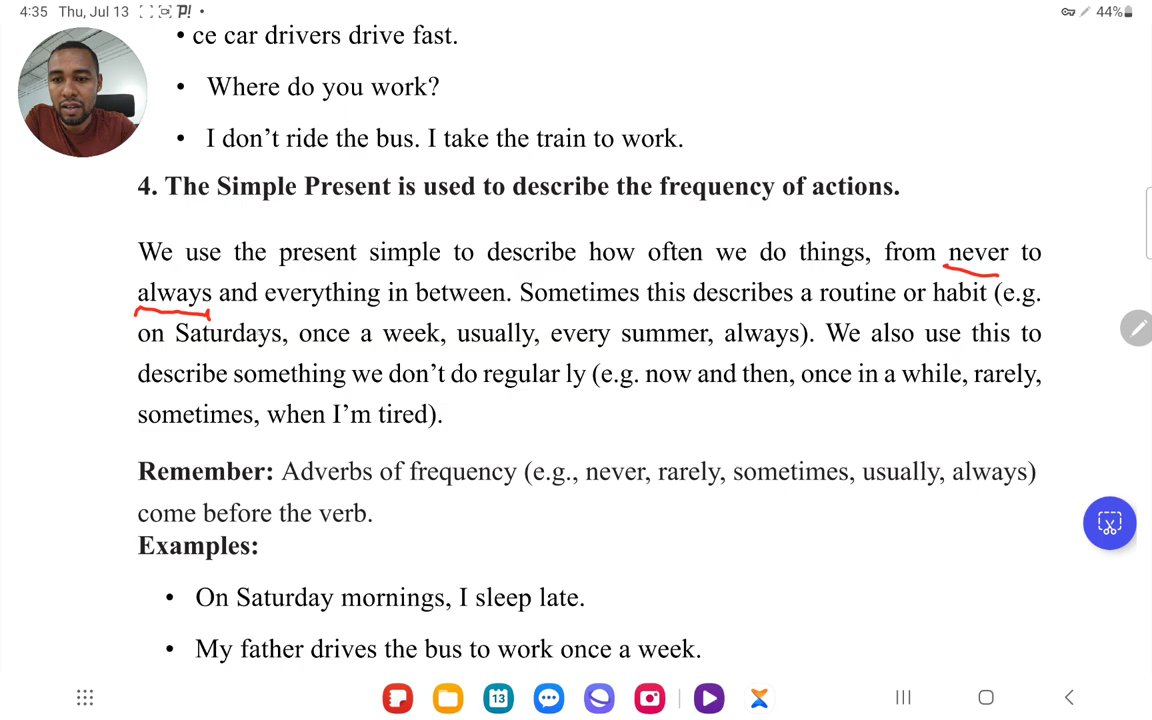 4:35 Thu, Jul 13 P! •
44%
• ce car drivers drive fast.
• Where do you work?
• I don’t ride the bus. I take the train to work.
4. The Simple Present is used to describe the frequency of actions.
We use the present simple to describe how often we do things, from never to
always and everything in between. Sometimes this describes a routine or habit (e.g.
on Saturdays, once a week, usually, every summer, always). We also use this to
describe something we don’t do regular ly (e.g. now and then, once in a while, rarely,
sometimes, when I’m tired).
Remember: Adverbs of frequency (e.g., never, rarely, sometimes, usually, always)
come before the verb.
Examples:
• On Saturday mornings, I sleep late.
• My father drives the bus to work once a week.
13